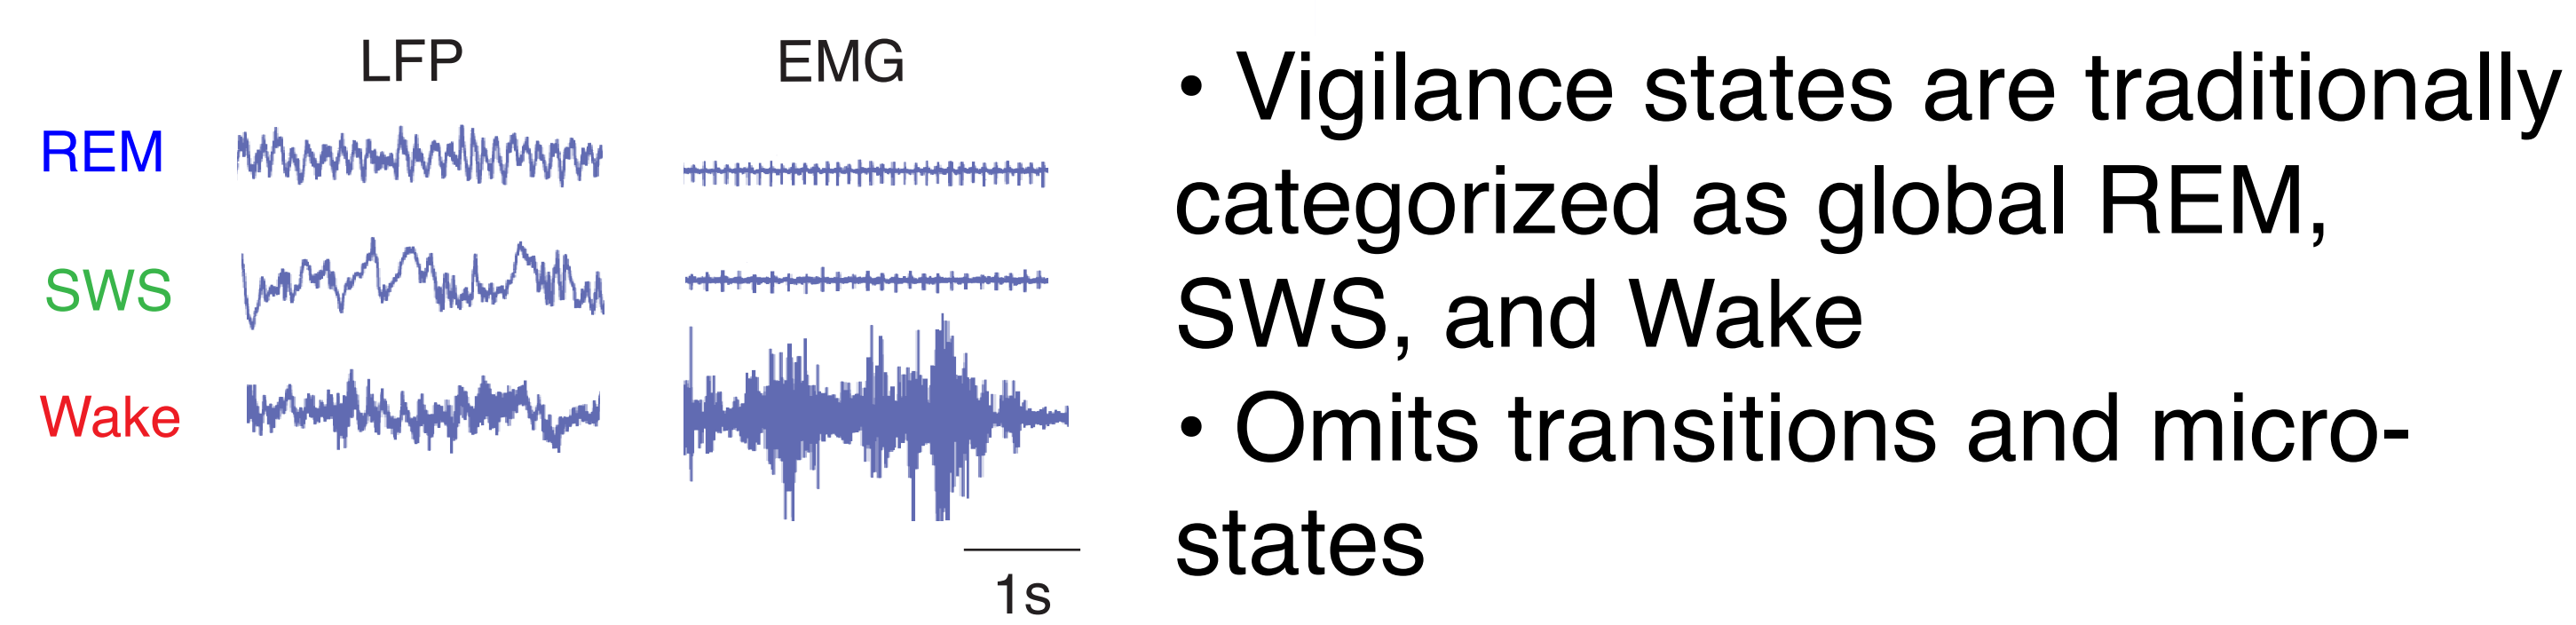 LFP EMG
REM
SWS
Wake
1s
• Vigilance states are traditionally
categorized as global REM,
SWS, and Wake
• Omits transitions and micro-
states